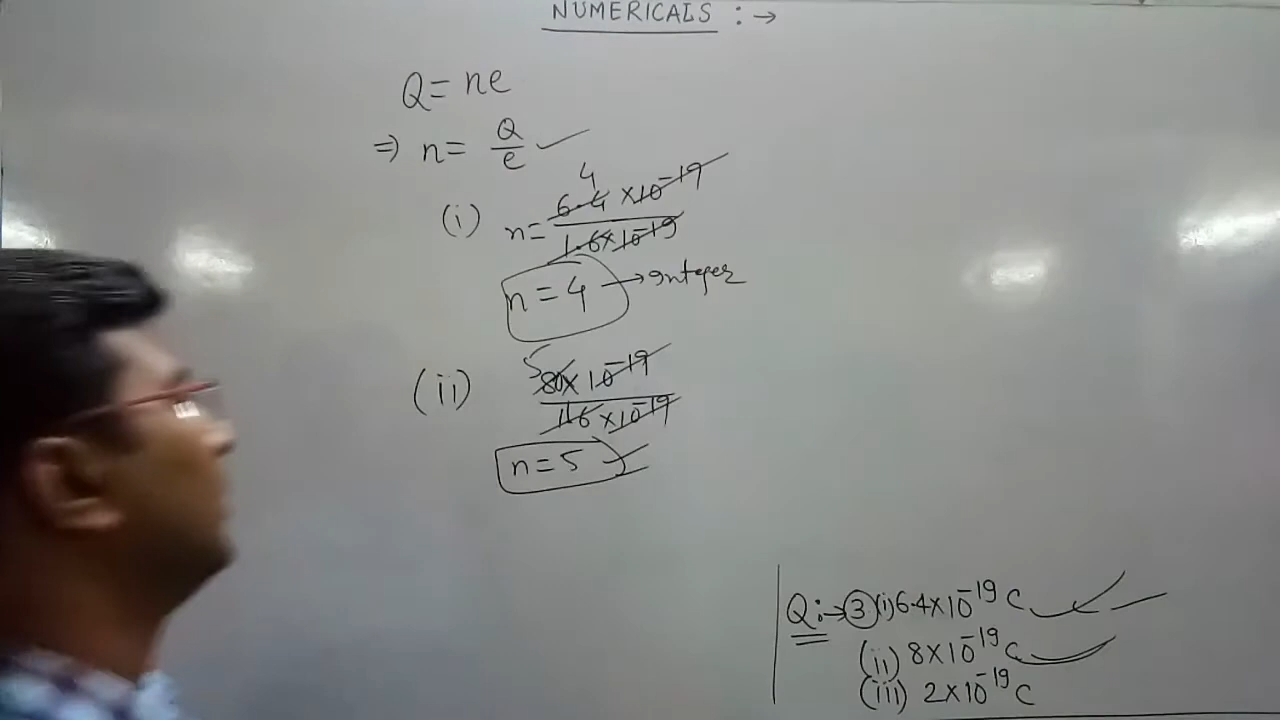 NUMERICALS :→
Q = ne
⇒ n = Q/e ✓
4
(i) n = 6.4 × 10⁻¹⁹ / 1.6 × 10⁻¹⁹
n = 4 → Integer
5
(ii) 80 × 10⁻¹⁹ / 16 × 10⁻¹⁹
n = 5
Q:→ ③ (i) 6.4 × 10⁻¹⁹ C
(ii) 8 × 10⁻¹⁹ C
(iii) 2 × 10⁻¹⁹ C